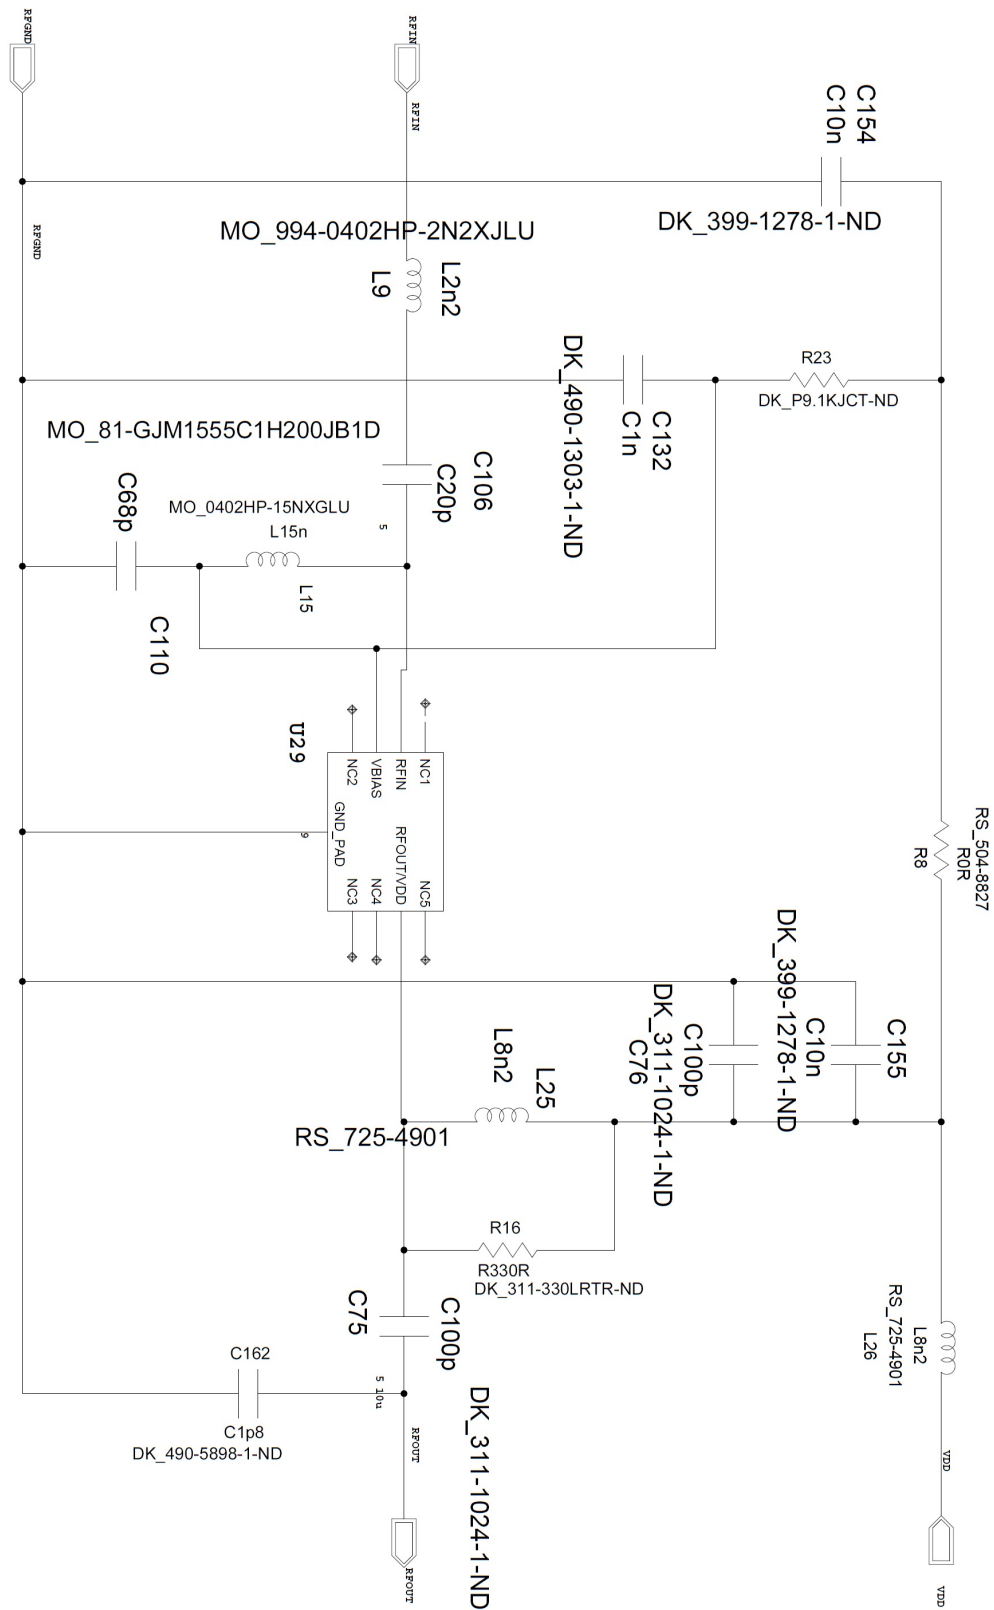 RFGND
RFIN
RFIN
C154
C10n
DK_399-1278-1-ND
RFGND
MO_994-0402HP-2N2XJLU
L2n2
L9
R23
DK_P9.1KJCT-ND
DK_490-1303-1-ND
C132
C1n
MO_81-GJM1555C1H200JB1D
C106
C20p
C68p
MO_0402HP-15NXGLU
L15n
5
L15
C110
U29
NC2
VBIAS
RFIN
NC1
GND_PAD
9
RFOUT/VDD
NC3
NC4
NC5
RS_504-8827
R0R
R8
DK_399-1278-1-ND
C10n
C155
DK_311-1024-1-ND
C100p
C76
L8n2
L25
RS_725-4901
R16
R330R
DK_311-330LRTR-ND
C75
C100p
DK_311-1024-1-ND
L8n2
RS_725-4901
L26
C162
C1p8
DK_490-5898-1-ND
5 10u
RFOUT
RFOUT
VDD
VDD